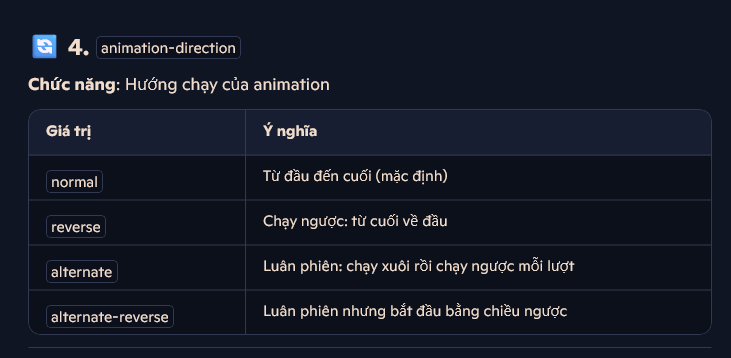 🔄 4. animation-direction
Chức năng: Hướng chạy của animation
Giá trị Ý nghĩa
normal Từ đầu đến cuối (mặc định)
reverse Chạy ngược: từ cuối về đầu
alternate Luân phiên: chạy xuôi rồi chạy ngược mỗi lượt
alternate-reverse Luân phiên nhưng bắt đầu bằng chiều ngược